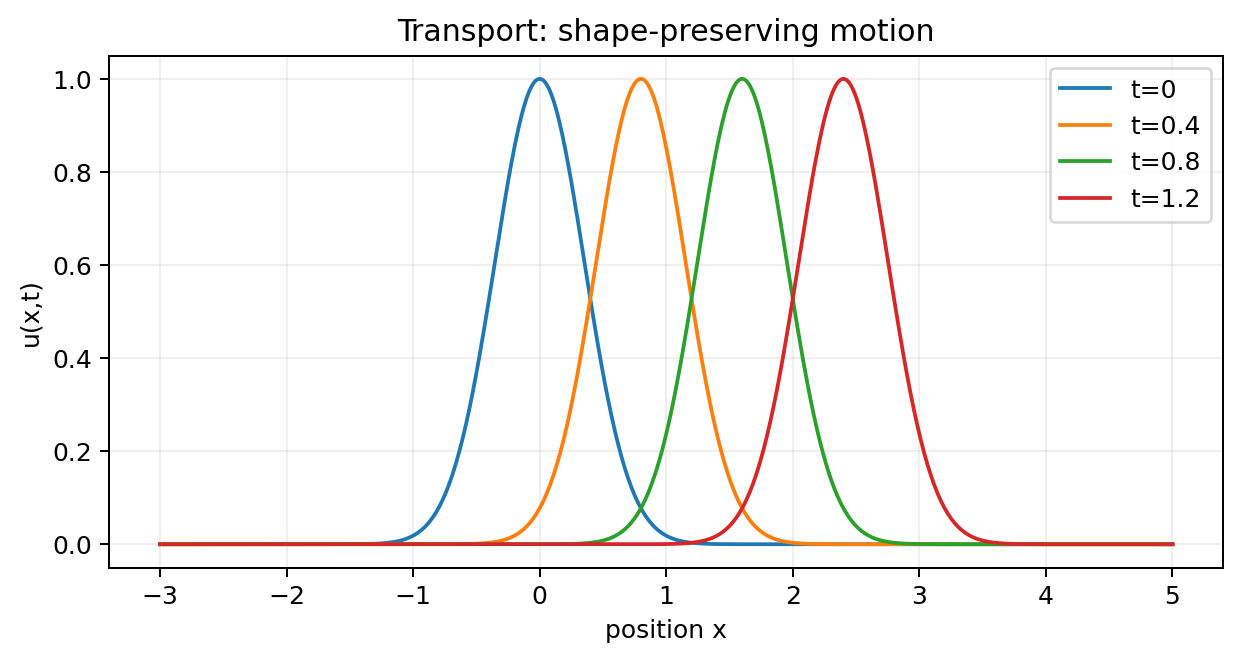 Transport: shape-preserving motion
u(x,t)
1.0
0.8
0.6
0.4
0.2
0.0
t=0
t=0.4
t=0.8
t=1.2
−3 −2 −1 0 1 2 3 4 5
position x